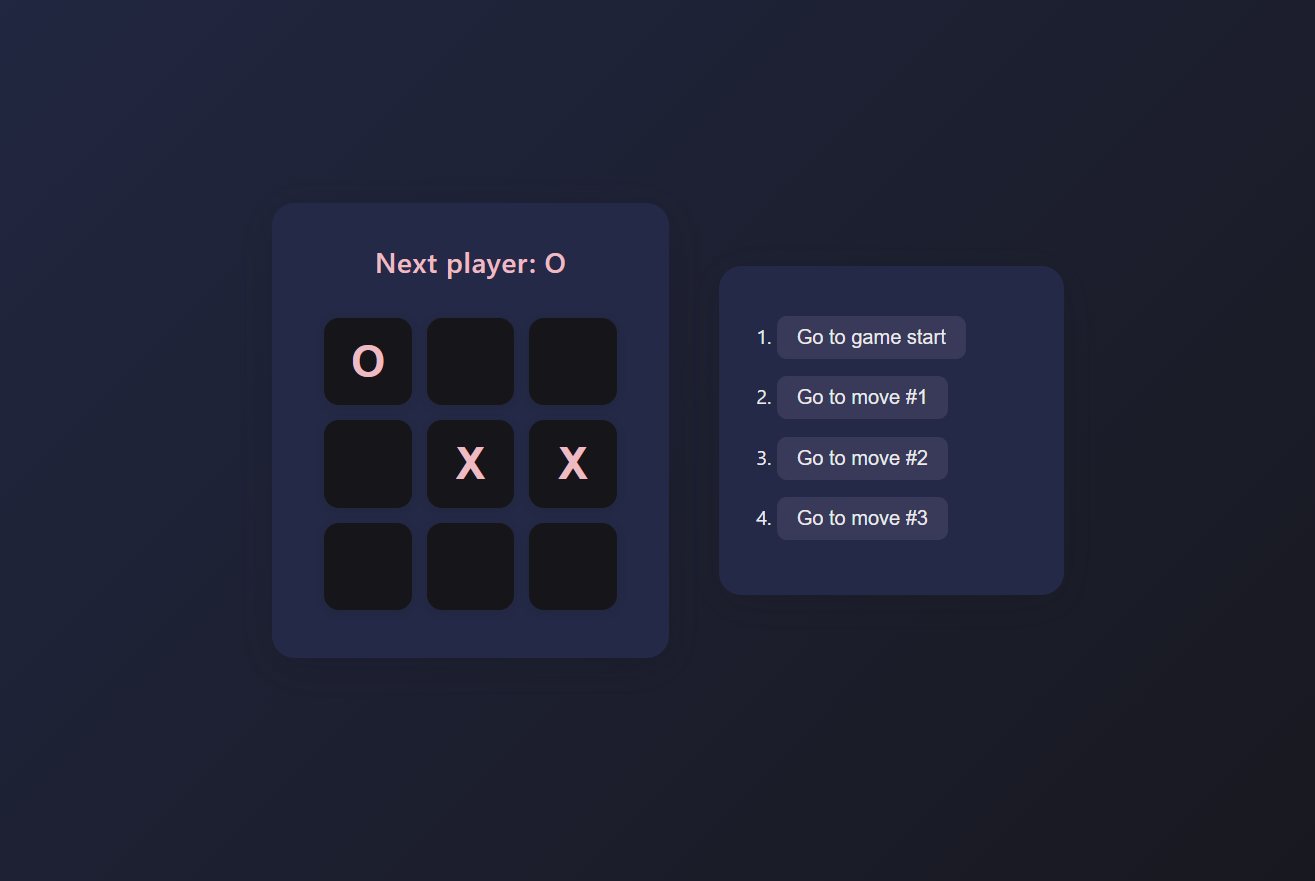 Next player: O
O
X X
1. Go to game start
2. Go to move #1
3. Go to move #2
4. Go to move #3